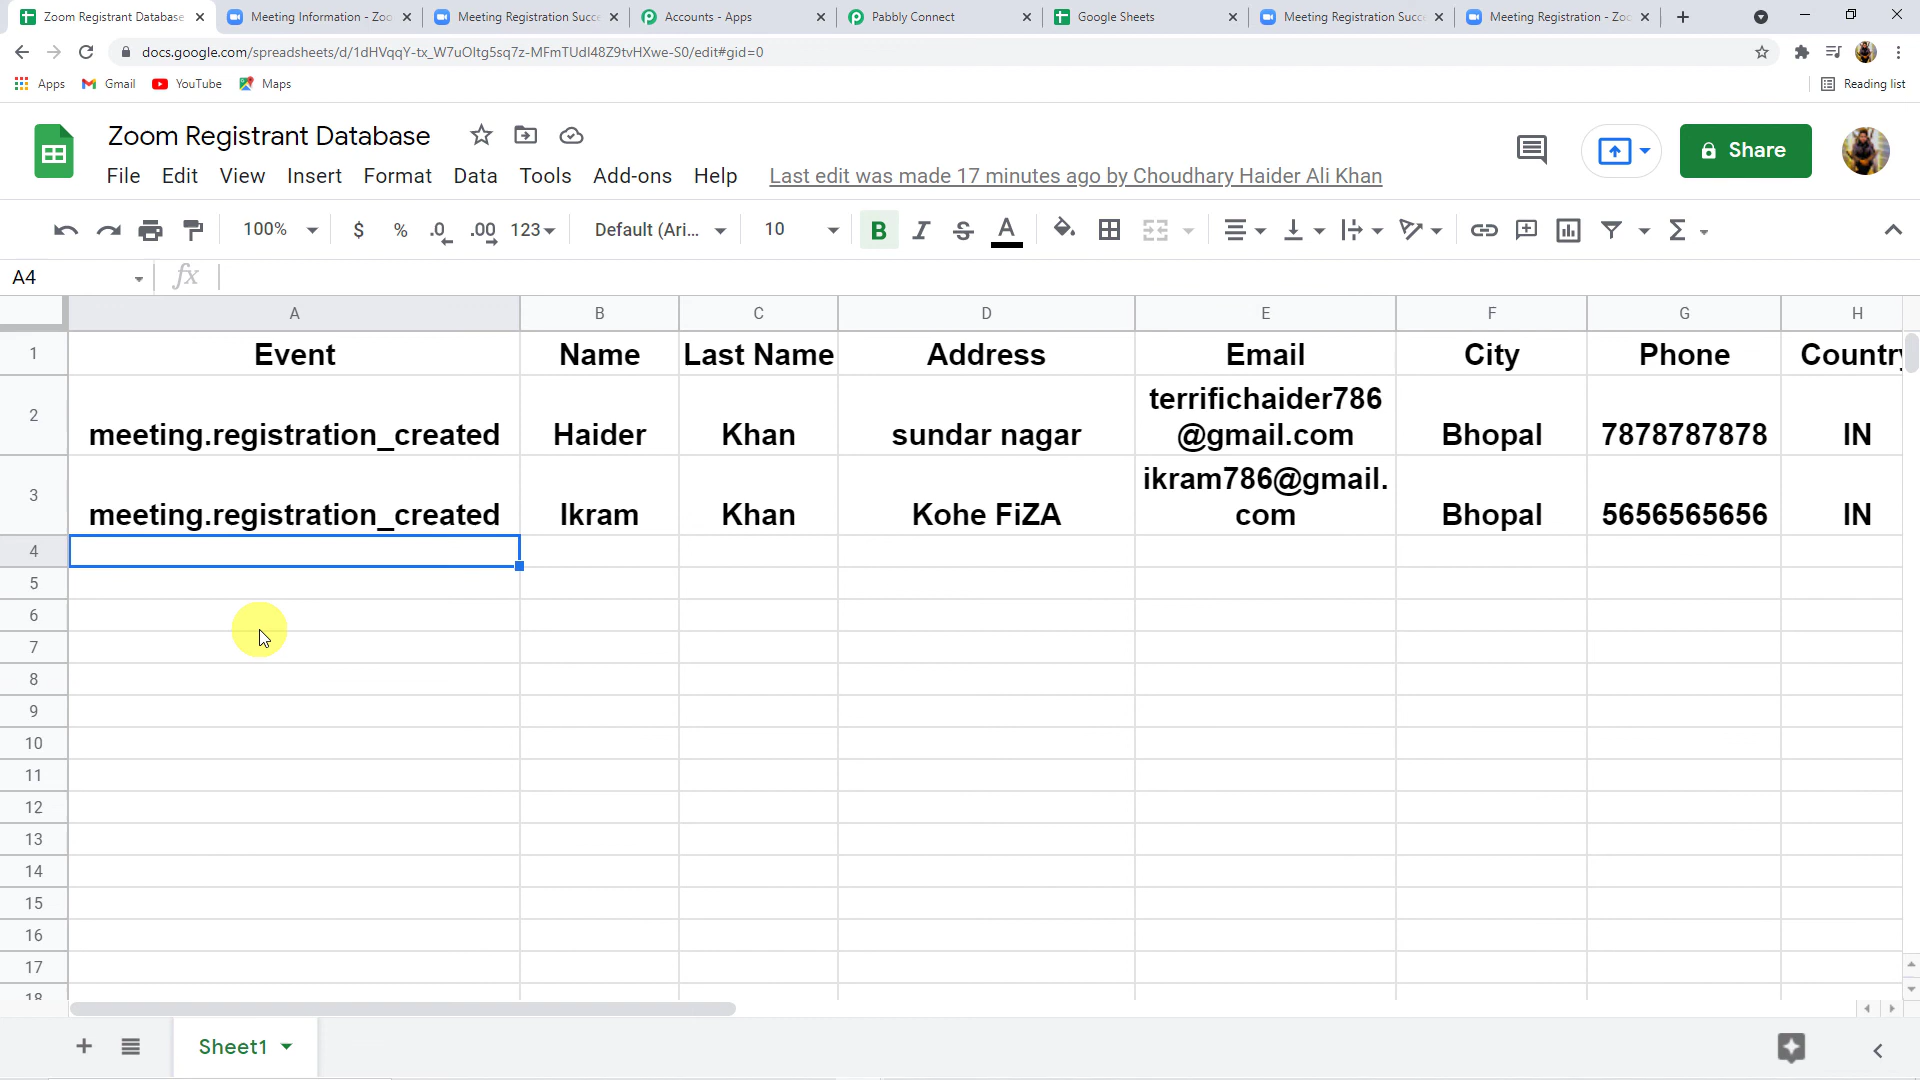 Zoom Registrant Database
Meeting Information - Zoo
Meeting Registration Succe
Accounts - Apps
Pabbly Connect
Google Sheets
Meeting Registration Succe
Meeting Registration - Zoo
docs.google.com/spreadsheets/d/1dHVqqY-tx_W7uOltg5sq7z-MFmTUdI48Z9tvHXwe-S0/edit#gid=0
Apps Gmail YouTube Maps Reading list
Zoom Registrant Database
Share
File Edit View Insert Format Data Tools Add-ons Help Last edit was made 17 minutes ago by Choudhary Haider Ali Khan
100% $ % .0 .00 123 Default (Ari... 10 B I S A Σ
A4 fx
A B C D E F G H
1 Event Name Last Name Address Email City Phone Country
2 meeting.registration_created Haider Khan sundar nagar terrifichaider786
@gmail.com Bhopal 7878787878 IN
3 meeting.registration_created Ikram Khan Kohe FiZA ikram786@gmail.
com Bhopal 5656565656 IN
4
5
6
7
8
9
10
11
12
13
14
15
16
17
18
Sheet1